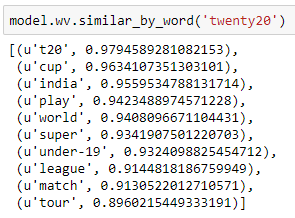 model.wv.similar_by_word('twenty20')
[(u't20', 0.9794589281082153),
(u'cup', 0.9634107351303101),
(u'india', 0.9559534788131714),
(u'play', 0.9423488974571228),
(u'world', 0.9408096671104431),
(u'super', 0.9341907501220703),
(u'under-19', 0.9324098825454712),
(u'league', 0.9144818186759949),
(u'match', 0.9130522012710571),
(u'tour', 0.8960215449333191)]